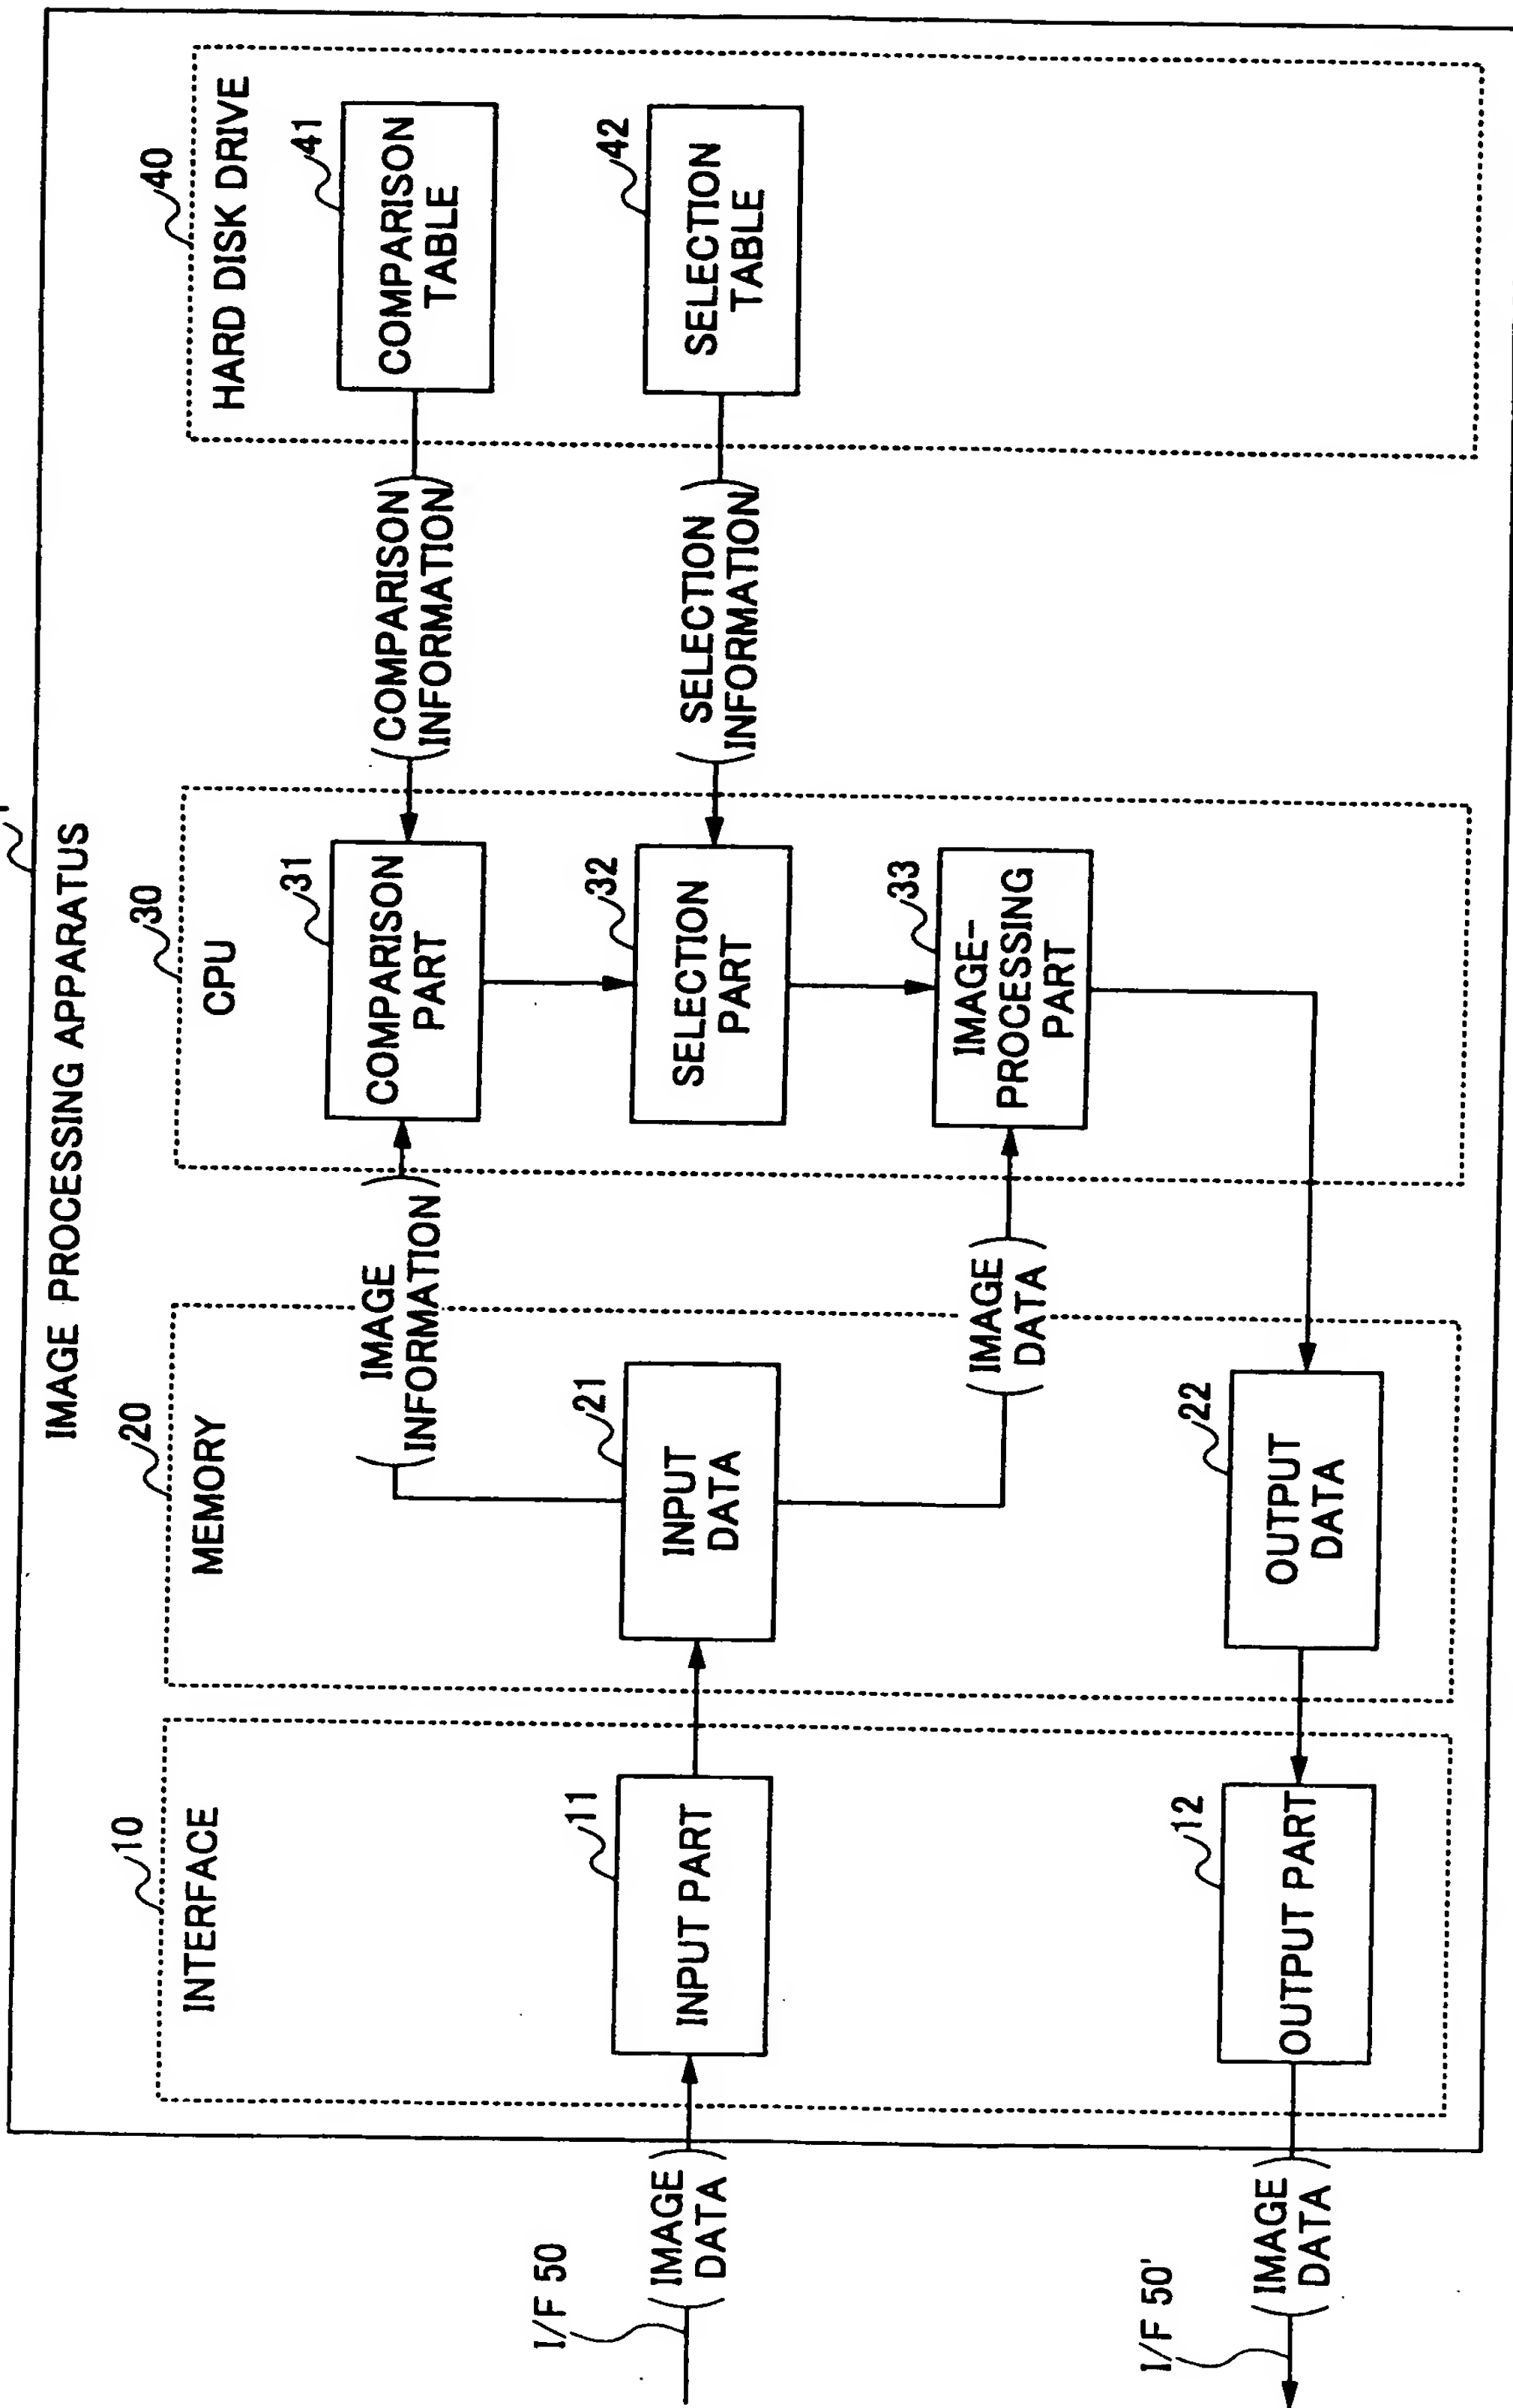 IMAGE PROCESSING APPARATUS
10
INTERFACE
11
INPUT PART
12
OUTPUT PART
I/F 50
(IMAGE
DATA)
I/F 50'
(IMAGE
DATA)
20
MEMORY
21
INPUT
DATA
22
OUTPUT
DATA
(IMAGE
INFORMATION)
(IMAGE
DATA)
30
CPU
31
COMPARISON
PART
32
SELECTION
PART
33
IMAGE-
PROCESSING
PART
(COMPARISON
INFORMATION)
(SELECTION
INFORMATION)
40
HARD DISK DRIVE
41
COMPARISON
TABLE
42
SELECTION
TABLE